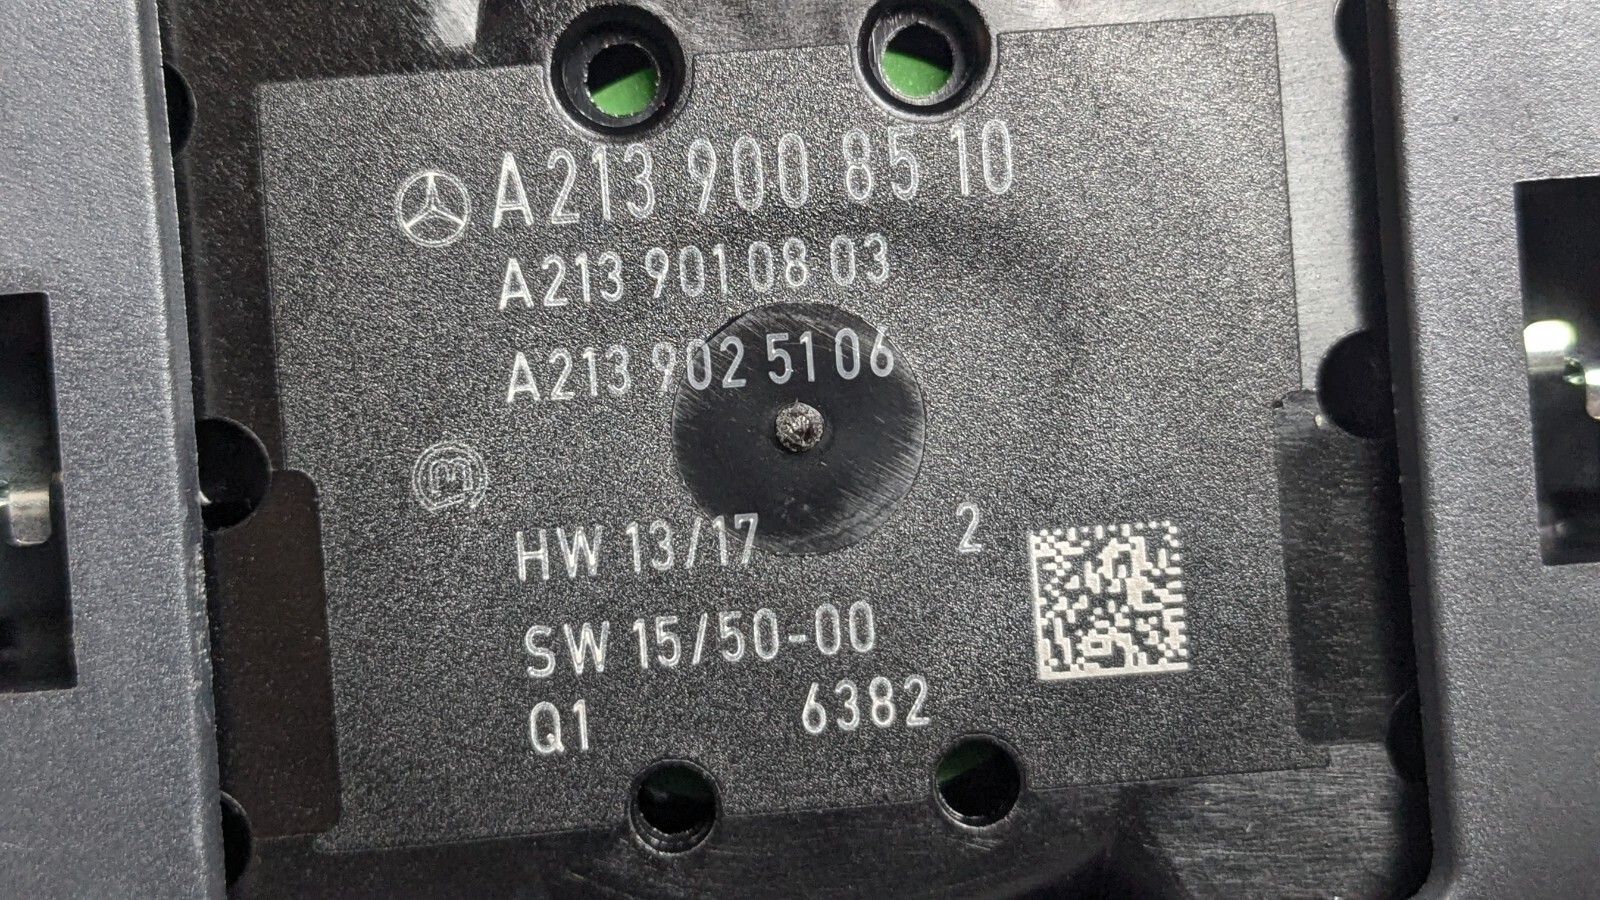 A213 900 85 10
A213 901 08 03
A213 902 51 06
HW 13/17 2
SW 15/50-00
Q1 6382